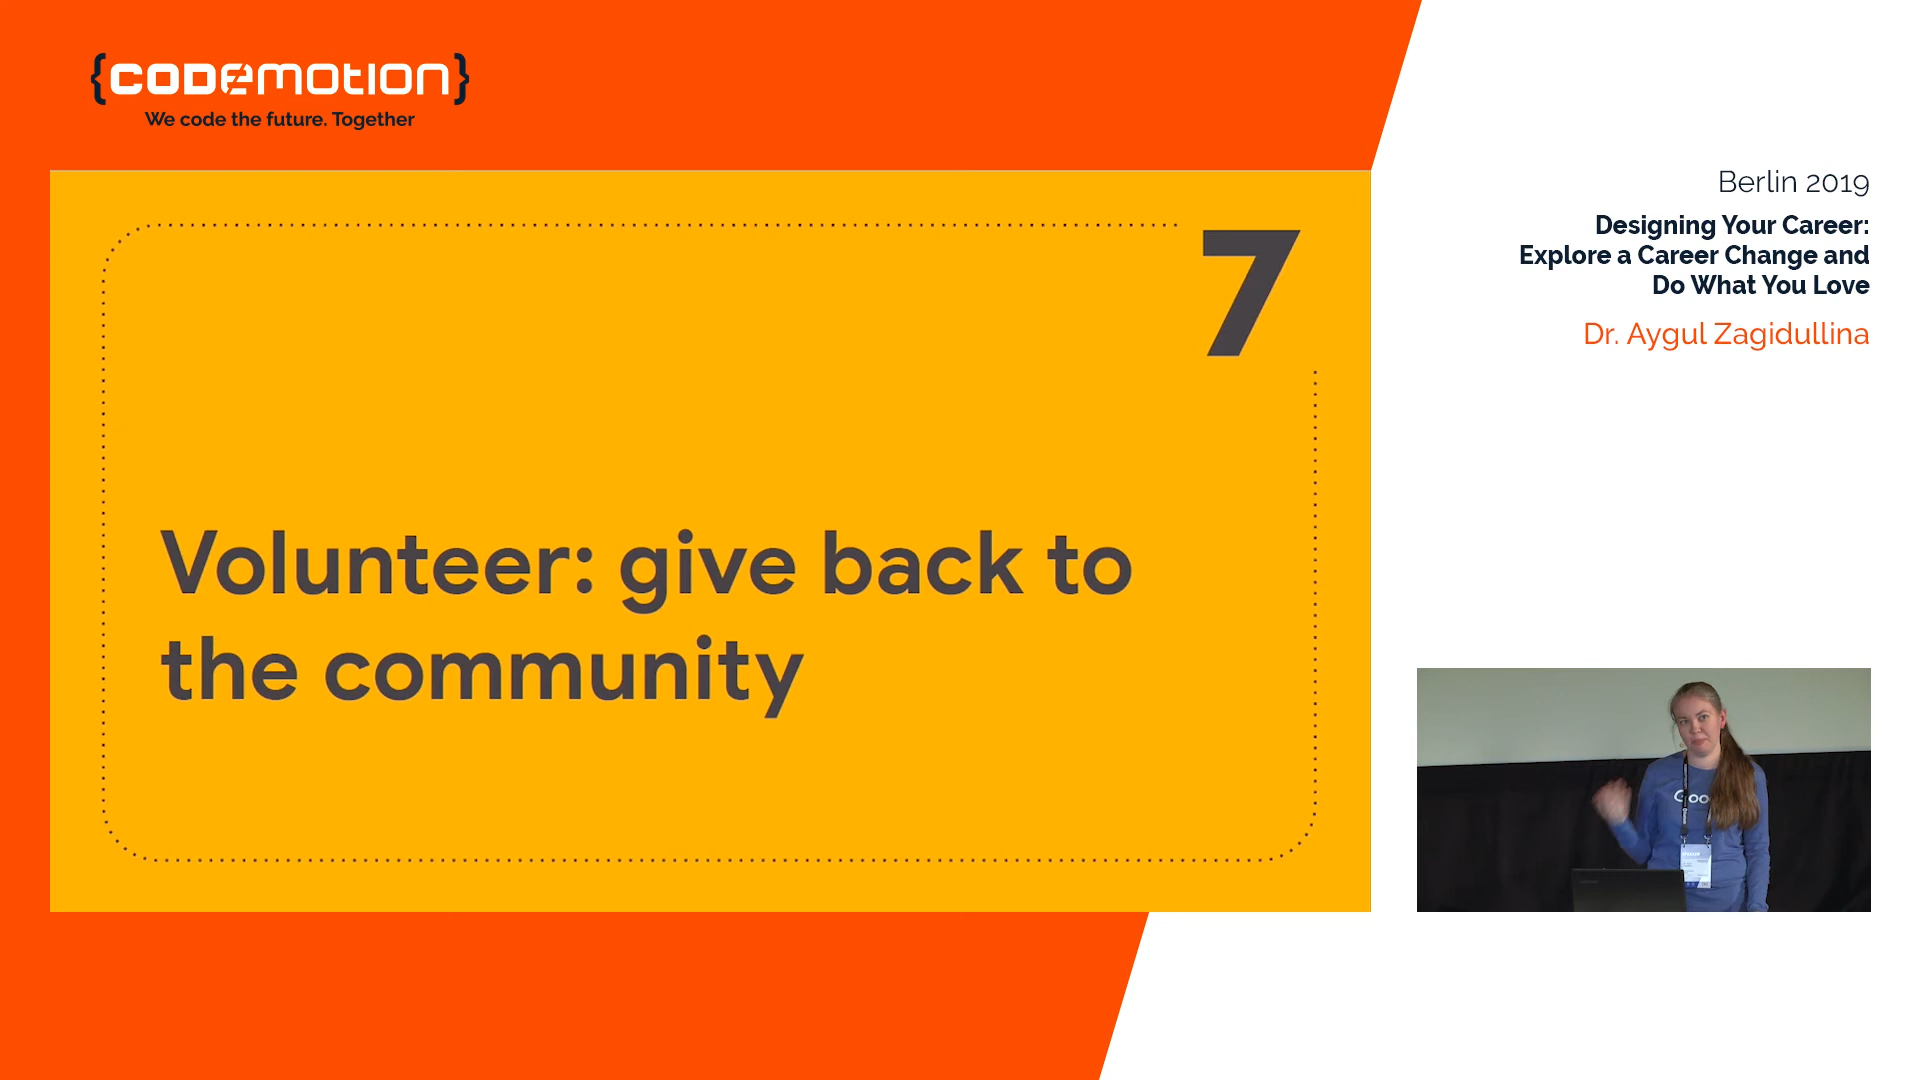 {codemotion}
We code the future. Together
7
Volunteer: give back to
the community
Berlin 2019
Designing Your Career:
Explore a Career Change and
Do What You Love
Dr. Aygul Zagidullina